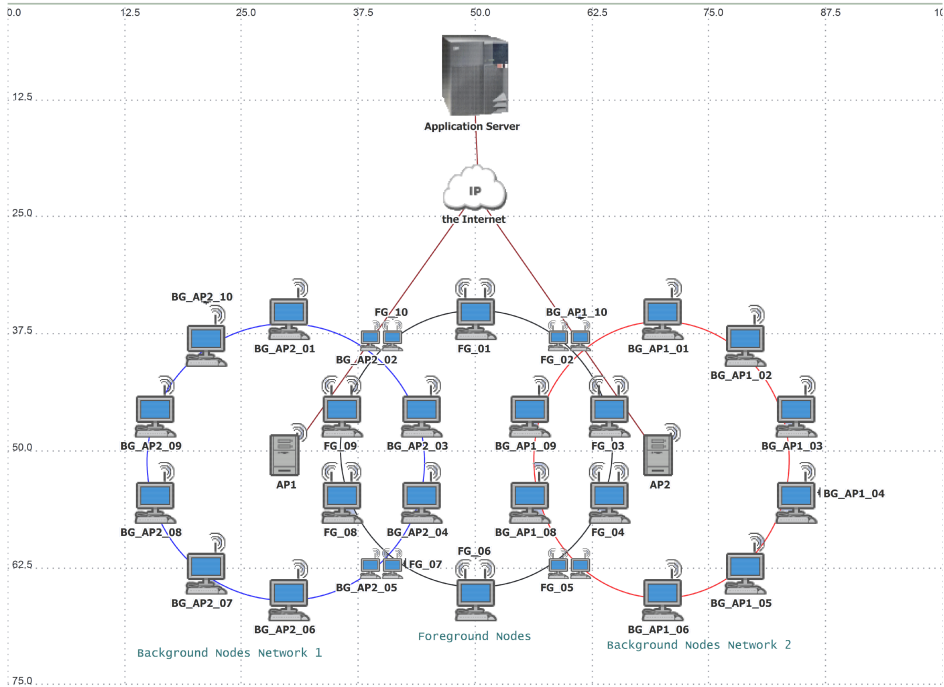 0.0 12.5 25.0 37.5 50.0 62.5 75.0 87.5 10
12.5
Application Server
IP
25.0
the Internet
BG_AP2_10
FG_10
BG_AP1_10
37.5
BG_AP2_01
BG_AP2_02
FG_01
FG_02
BG_AP1_01
BG_AP1_02
BG_AP2_09
FG_09
BG_AP2_03
BG_AP1_09
FG_03
BG_AP1_03
50.0
AP1
AP2
BG_AP1_04
BG_AP2_08
FG_08
BG_AP2_04
BG_AP1_08
FG_04
FG_06
62.5
FG_07
BG_AP2_05
FG_05
BG_AP2_07
BG_AP1_05
BG_AP2_06
BG_AP1_06
Foreground Nodes
Background Nodes Network 1
Background Nodes Network 2
75.0